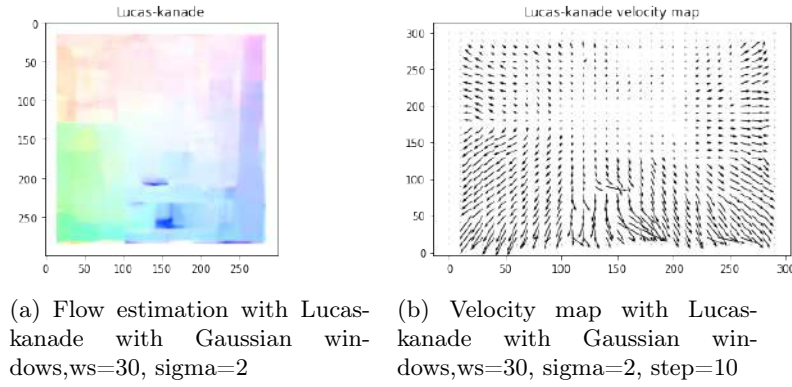 Lucas-kanade
0
50
100
150
200
250
0 50 100 150 200 250
Lucas-kanade velocity map
300
250
200
150
100
50
0
0 50 100 150 200 250 300
(a) Flow estimation with Lucas-
kanade with Gaussian win-
dows,ws=30, sigma=2
(b) Velocity map with Lucas-
kanade with Gaussian win-
dows,ws=30, sigma=2, step=10